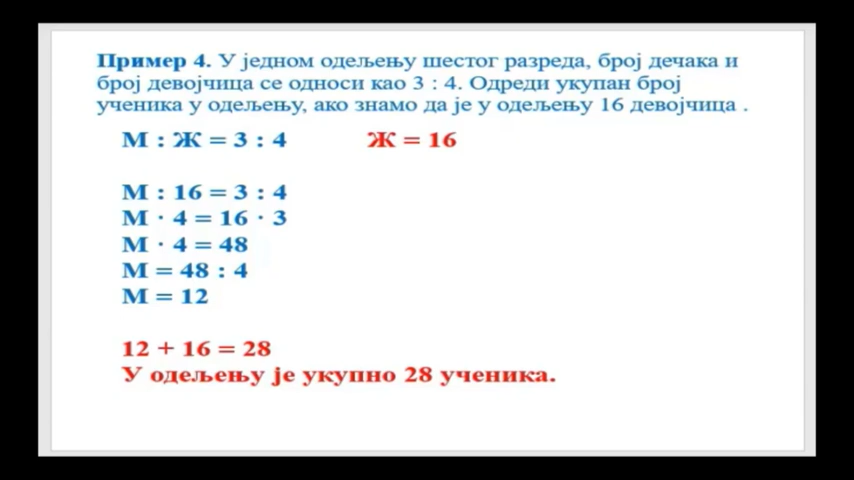 Пример 4. У једном одељењу шестог разреда, број дечака и
број девојчица се односи као 3 : 4. Одреди укупан број
ученика у одељењу, ако знамо да је у одељењу 16 девојчица .
М : Ж = 3 : 4 Ж = 16
М : 16 = 3 : 4
М · 4 = 16 · 3
М · 4 = 48
М = 48 : 4
М = 12
12 + 16 = 28
У одељењу је укупно 28 ученика.